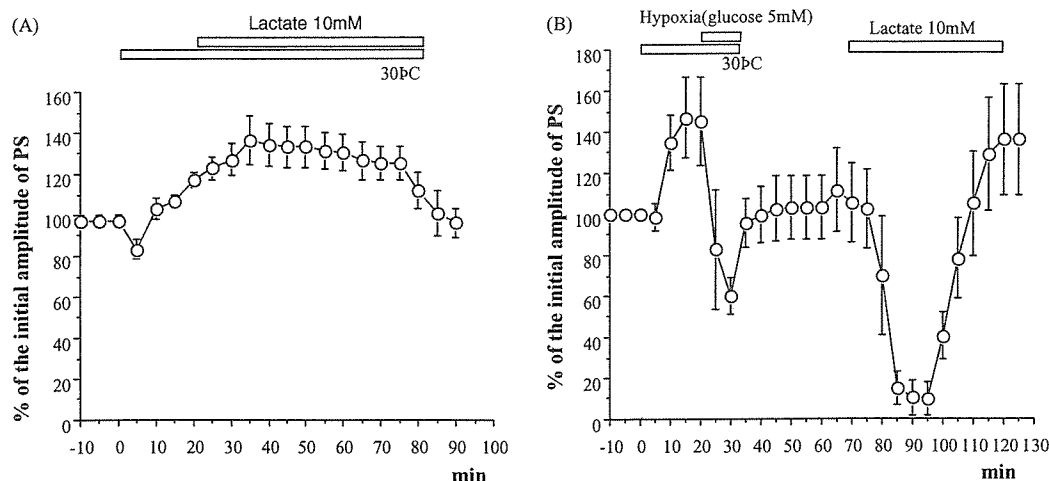 (A)
Lactate 10mM
30ÞC
% of the initial amplitude of PS
160
140
120
100
80
60
40
20
0
-10 0 10 20 30 40 50 60 70 80 90 100
min
(B)
Hypoxia(glucose 5mM)
30ÞC
Lactate 10mM
% of the initial amplitude of PS
180
160
140
120
100
80
60
40
20
0
-10 0 10 20 30 40 50 60 70 80 90 100 110 120 130
min